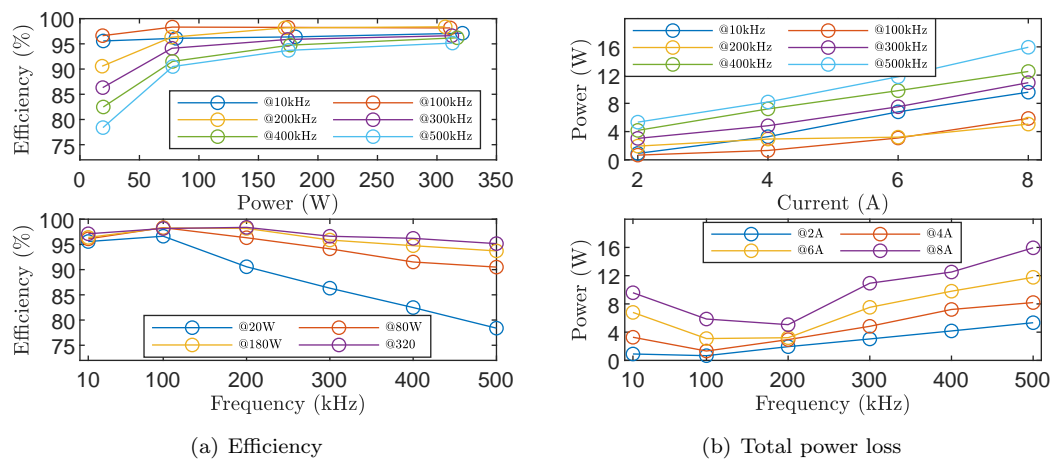 Efficiency (%)
100
95
90
85
80
75
@10kHz @100kHz
@200kHz @300kHz
@400kHz @500kHz
0 50 100 150 200 250 300 350
Power (W)
Power (W)
16
12
8
4
0
@10kHz @100kHz
@200kHz @300kHz
@400kHz @500kHz
2 4 6 8
Current (A)
Efficiency (%)
100
95
90
85
80
75
@20W @80W
@180W @320
10 100 200 300 400 500
Frequency (kHz)
Power (W)
16
12
8
4
0
@2A @4A
@6A @8A
10 100 200 300 400 500
Frequency (kHz)
(a) Efficiency
(b) Total power loss